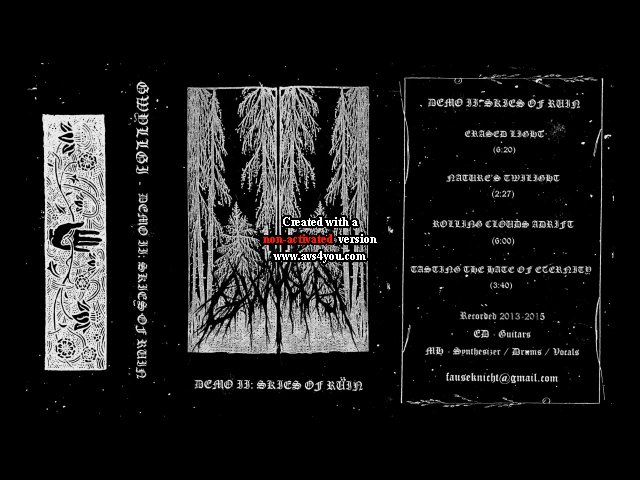 DEMO II: SKIES OF RUIN
Created with a
non-activated version
www.avs4you.com
DEMO II: SKIES OF RÜIN
DEMO II: SKIES OF RUIN
ERASED LIGHT
(6:20)
NATURE'S TWILIGHT
(2:27)
ROLLING CLOUDS ADRIFT
(6:00)
TASTING THE HATE OF ETERNITY
(3:40)
Recorded 2013-2015
ED · Guitars
MH · Synthesizer / Drums / Vocals
fauseknicht@gmail.com